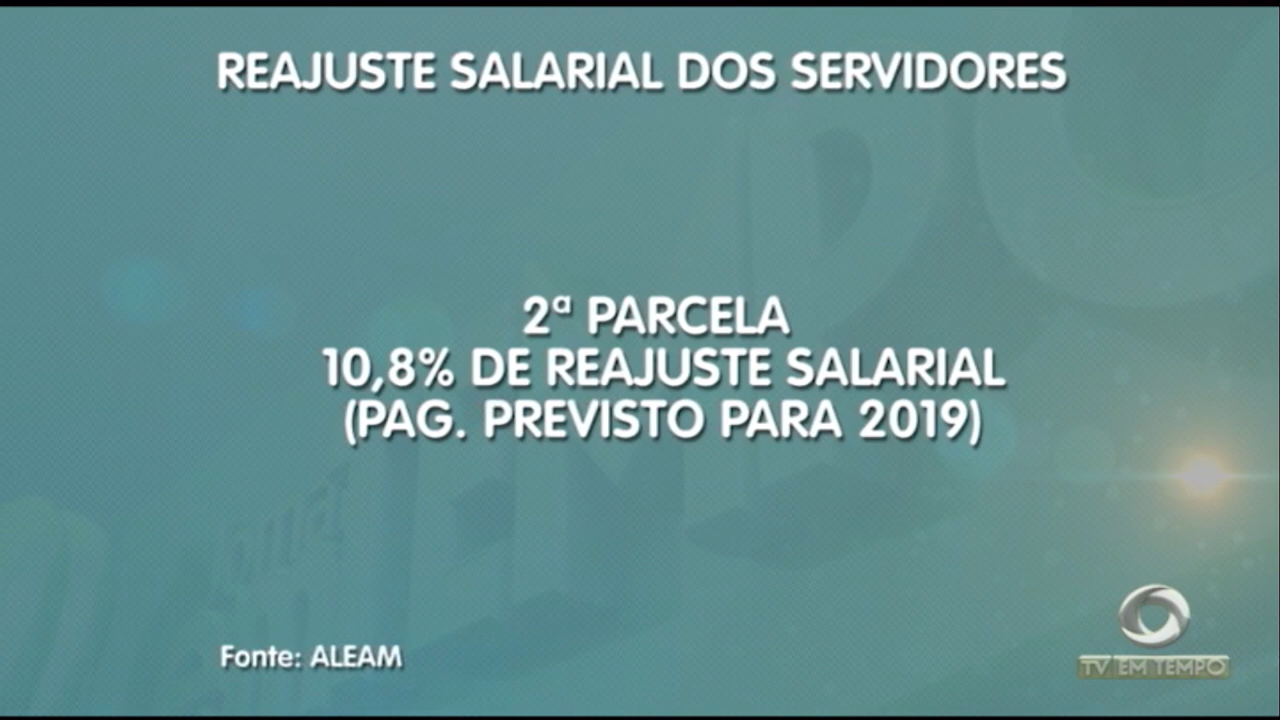 REAJUSTE SALARIAL DOS SERVIDORES
2ª PARCELA
10,8% DE REAJUSTE SALARIAL
(PAG. PREVISTO PARA 2019)
Fonte: ALEAM
TV EM TEMPO